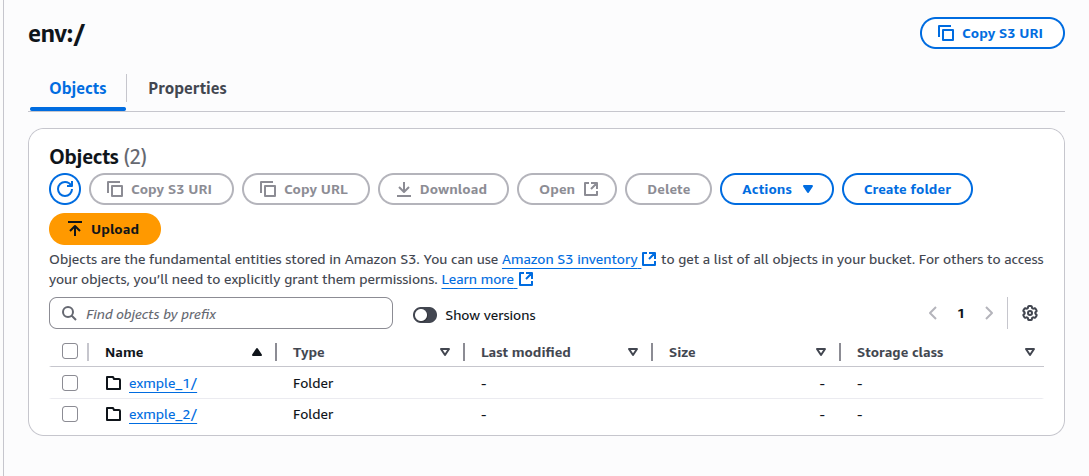 env:/
Copy S3 URI
Objects
Properties
Objects (2)
Copy S3 URI
Copy URL
Download
Open
Delete
Actions
Create folder
Upload
Objects are the fundamental entities stored in Amazon S3. You can use Amazon S3 inventory to get a list of all objects in your bucket. For others to access
your objects, you’ll need to explicitly grant them permissions. Learn more
Find objects by prefix
Show versions
1
Name Type Last modified Size Storage class
exmple_1/ Folder - - -
exmple_2/ Folder - - -